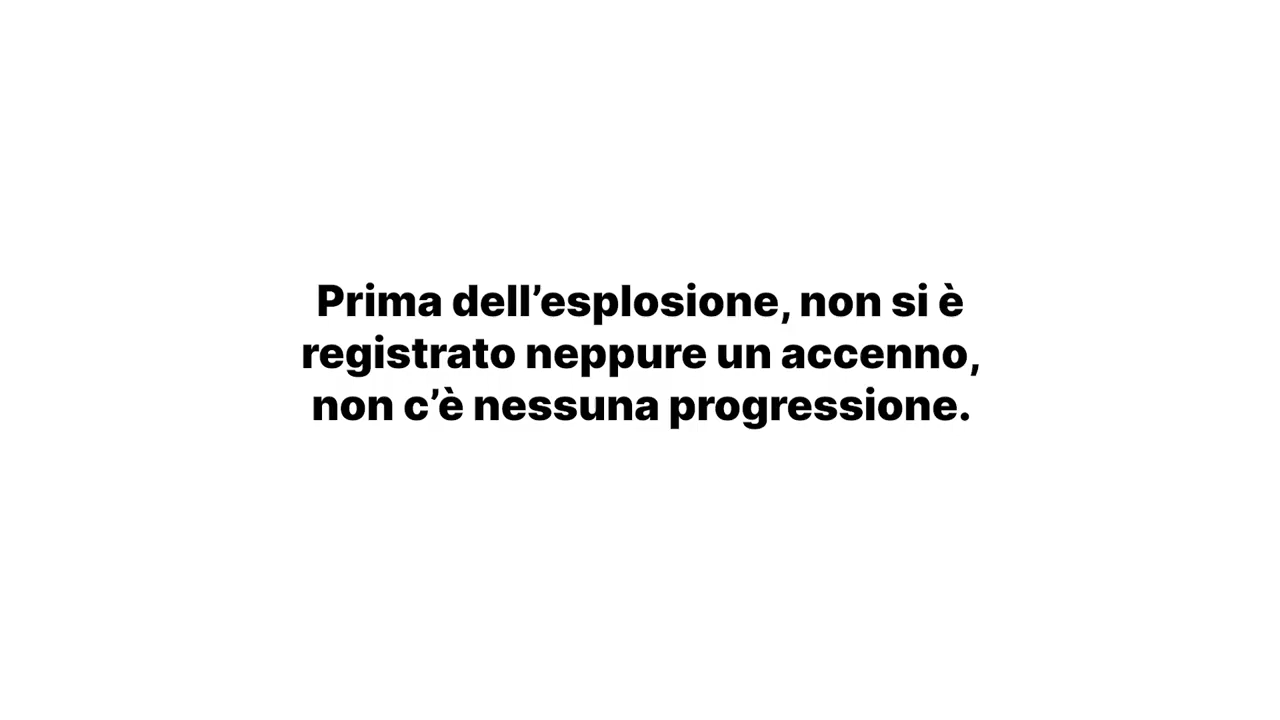 Prima dell’esplosione, non si è
registrato neppure un accenno,
non c’è nessuna progressione.